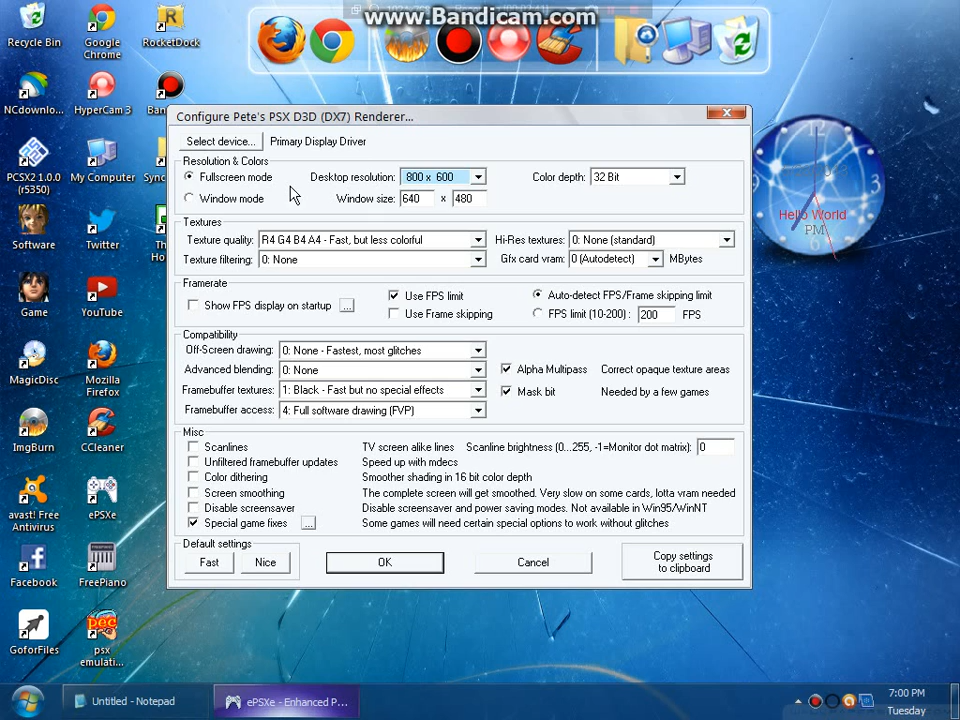 www.Bandicam.com
Recycle Bin
Google Chrome
RocketDock
NCdownlo...
HyperCam 3
Ban
PCSX2 1.0.0 (r5350)
My Computer
Sync
Software
Twitter
Game
YouTube
MagicDisc
Mozilla Firefox
ImgBurn
CCleaner
avast! Free Antivirus
ePSXe
Facebook
FreePiano
GoforFiles
pec
psx emulati...
Configure Pete's PSX D3D (DX7) Renderer...
Select device... Primary Display Driver
Resolution & Colors
Fullscreen mode Desktop resolution: 800 x 600 Color depth: 32 Bit
Window mode Window size: 640 x 480
Textures
Texture quality: R4 G4 B4 A4 - Fast, but less colorful Hi-Res textures: 0: None (standard)
Texture filtering: 0: None Gfx card vram: 0 (Autodetect) MBytes
Framerate
Show FPS display on startup ... Use FPS limit Auto-detect FPS/Frame skipping limit
Use Frame skipping FPS limit (10-200) : 200 FPS
Compatibility
Off-Screen drawing: 0: None - Fastest, most glitches
Advanced blending: 0: None Alpha Multipass Correct opaque texture areas
Framebuffer textures: 1: Black - Fast but no special effects Mask bit Needed by a few games
Framebuffer access: 4: Full software drawing (FVP)
Misc
Scanlines TV screen alike lines Scanline brightness (0...255, -1=Monitor dot matrix): 0
Unfiltered framebuffer updates Speed up with mdecs
Color dithering Smoother shading in 16 bit color depth
Screen smoothing The complete screen will get smoothed. Very slow on some cards, lotta vram needed
Disable screensaver Disable screensaver and power saving modes. Not available in Win95/WinNT
Special game fixes ... Some games will need certain special options to work without glitches
Default settings
Fast Nice OK Cancel Copy settings to clipboard
Hello World
PM
Untitled - Notepad
ePSXe - Enhanced P...
7:00 PM
Tuesday